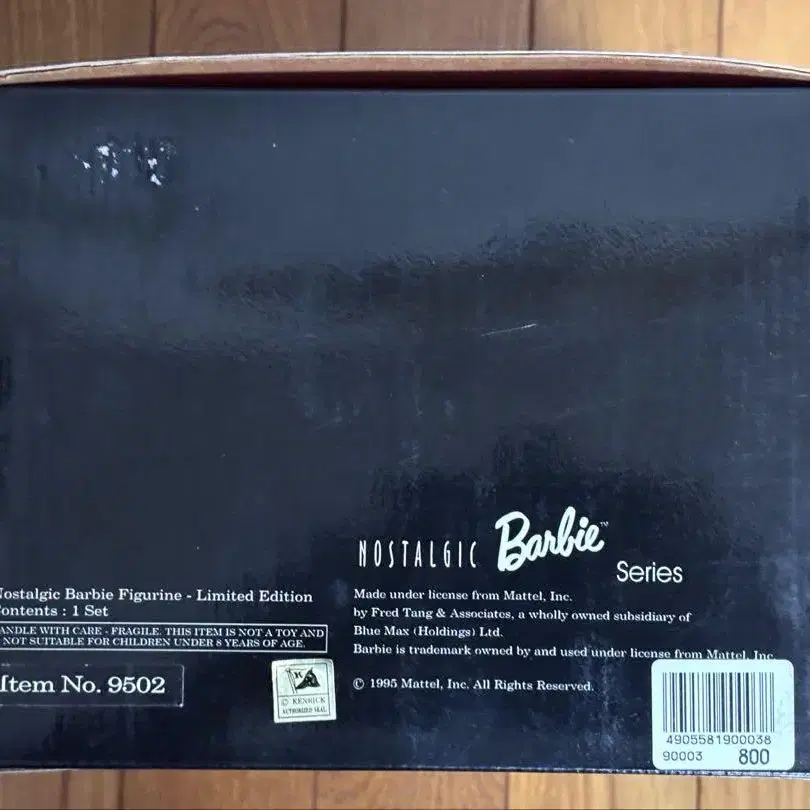 NOSTALGIC Barbie™ Series
Nostalgic Barbie Figurine - Limited Edition
Contents : 1 Set
HANDLE WITH CARE - FRAGILE. THIS ITEM IS NOT A TOY AND
NOT SUITABLE FOR CHILDREN UNDER 8 YEARS OF AGE.
Item No. 9502
Made under license from Mattel, Inc.
by Fred Tang & Associates, a wholly owned subsidiary of
Blue Max (Holdings) Ltd.
Barbie is trademark owned by and used under license from Mattel, Inc.
© 1995 Mattel, Inc. All Rights Reserved.
© KENRICK
AUTHORIZED SEAL
4905581900038
90003 800